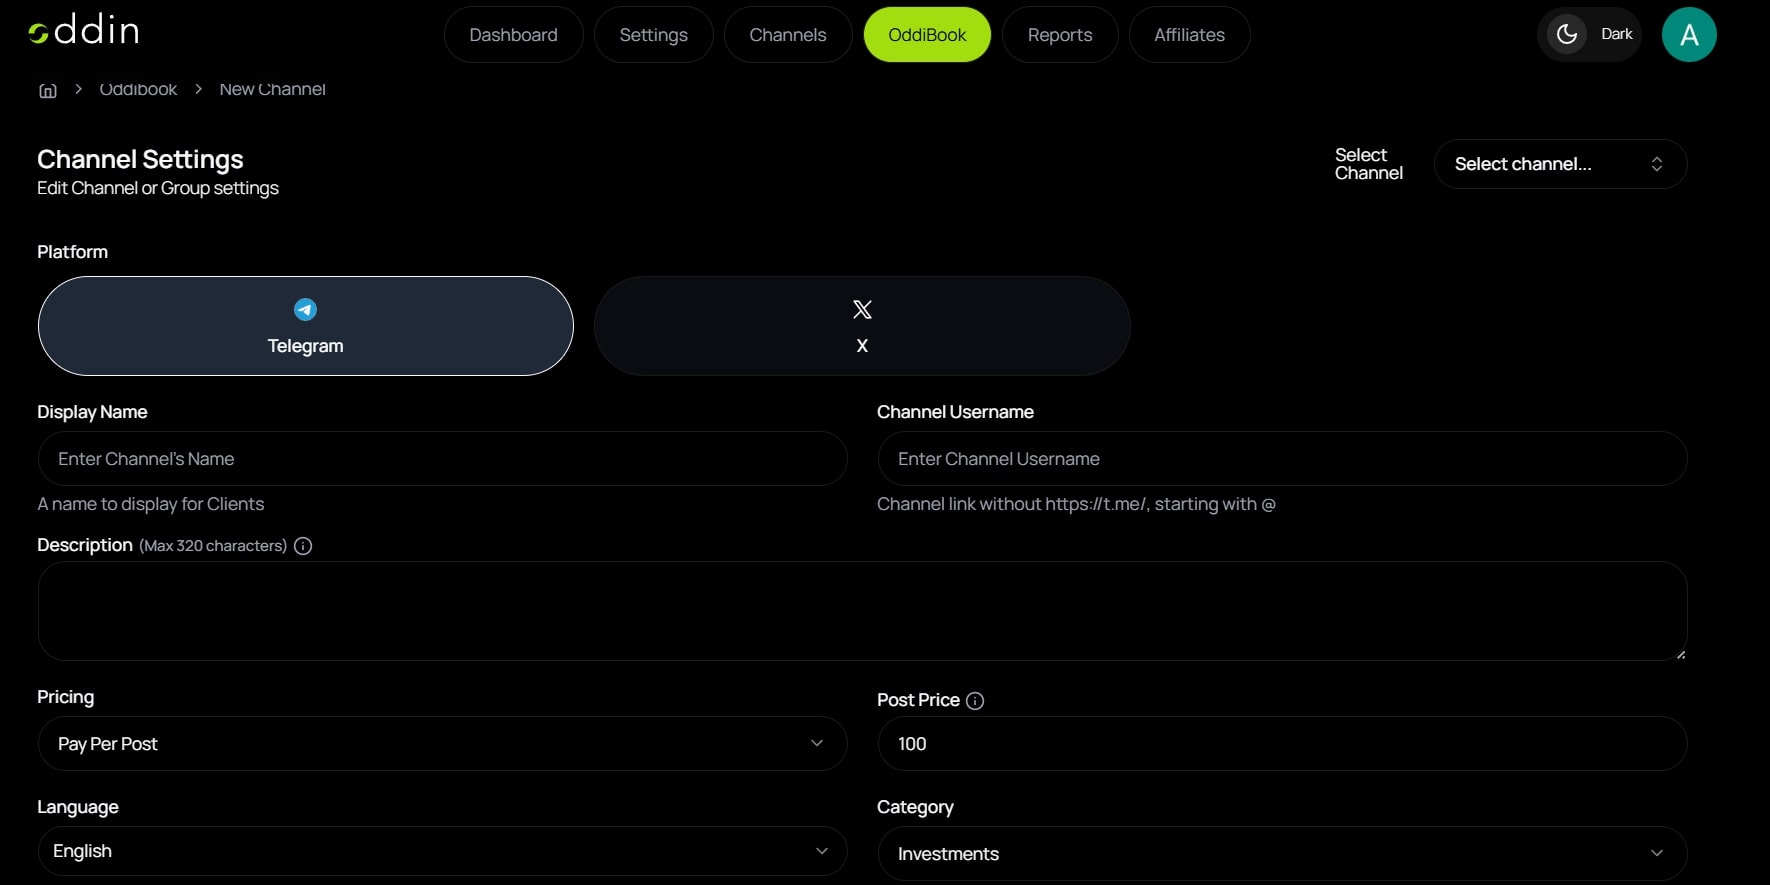 oddin
Dashboard
Settings
Channels
OddiBook
Reports
Affiliates
Dark
A
Oddibook
New Channel
Channel Settings
Edit Channel or Group settings
Select
Channel
Select channel...
Platform
Telegram
X
Display Name
Channel Username
Enter Channel's Name
Enter Channel Username
A name to display for Clients
Channel link without https://t.me/, starting with @
Description (Max 320 characters)
Pricing
Post Price
Pay Per Post
100
Language
Category
English
Investments